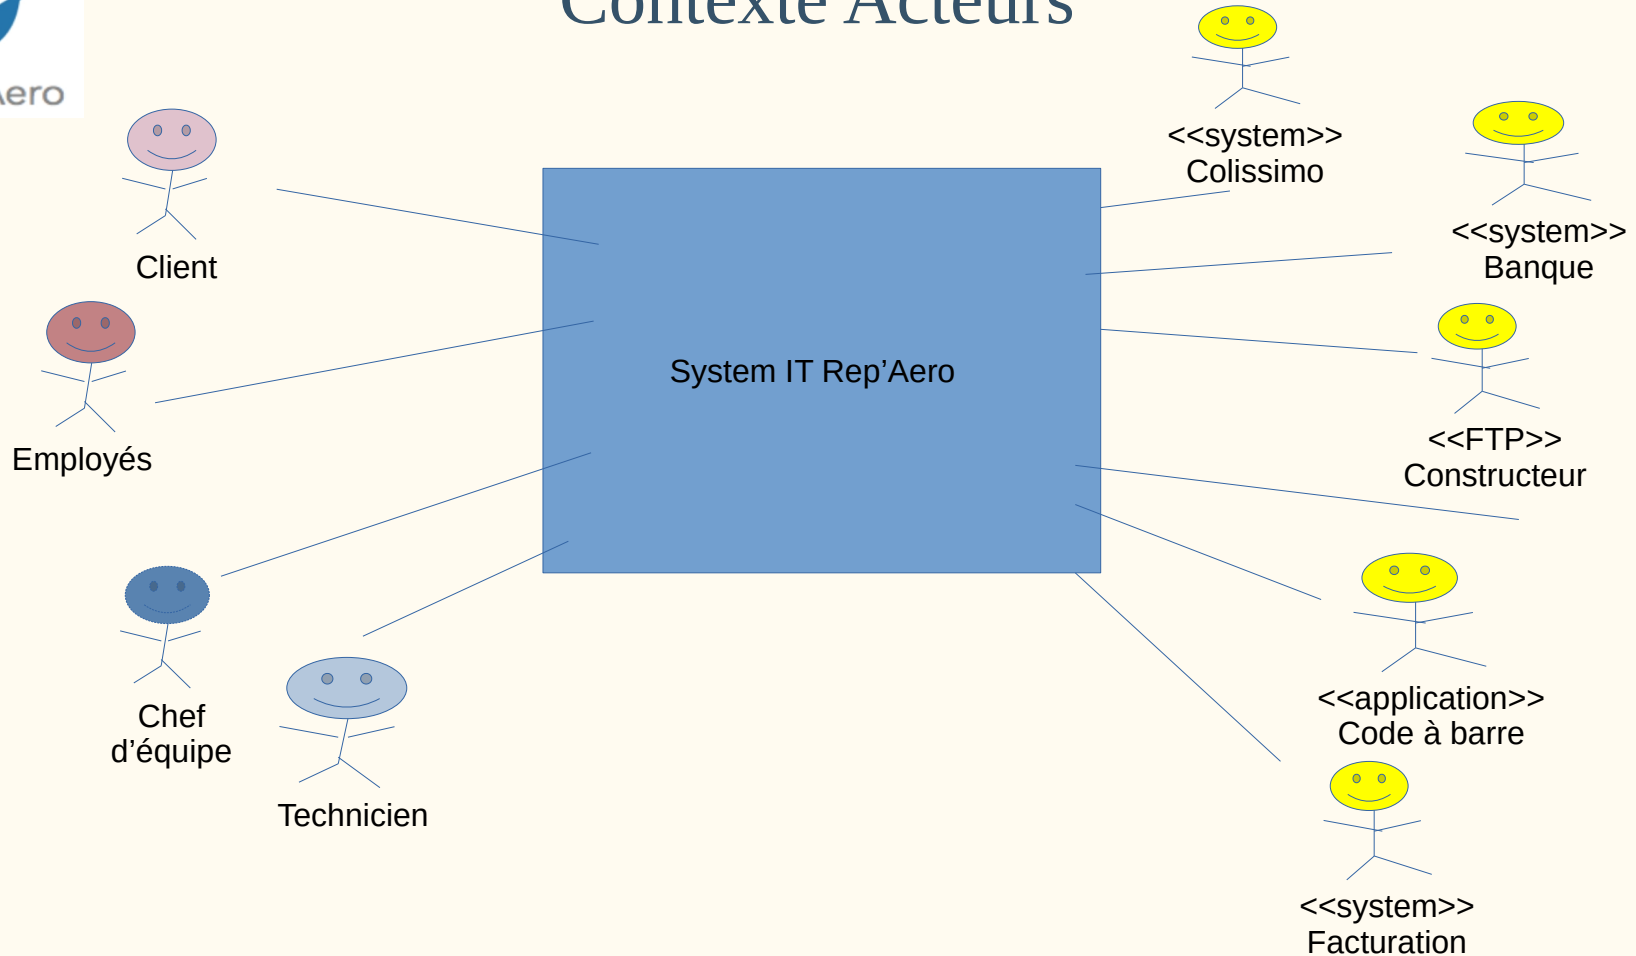 Contexte Acteurs
Aero
<<system>>
Colissimo
<<system>>
Banque
Client
System IT Rep’Aero
<<FTP>>
Constructeur
Employés
<<application>>
Code à barre
Chef
d’équipe
Technicien
<<system>>
Facturation